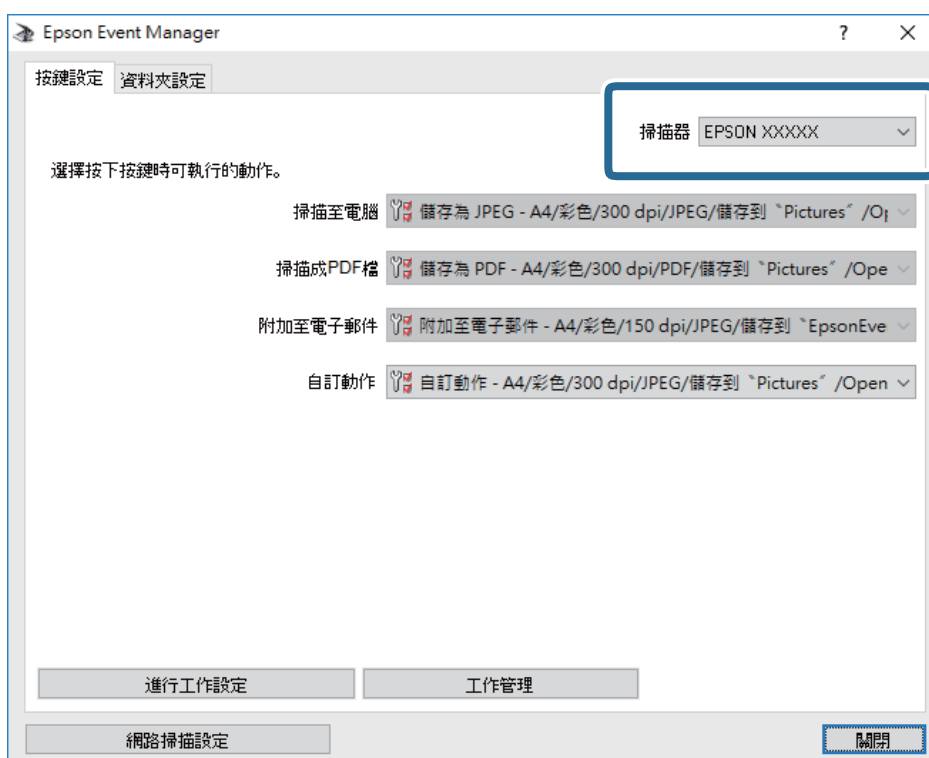 Epson Event Manager
按鍵設定 資料夾設定
掃描器 EPSON XXXXX
選擇按下按鍵時可執行的動作。
掃描至電腦 儲存為 JPEG - A4/彩色/300 dpi/JPEG/儲存到〝Pictures〞/O
掃描成PDF檔 儲存為 PDF - A4/彩色/300 dpi/PDF/儲存到〝Pictures〞/Ope
附加至電子郵件 附加至電子郵件 - A4/彩色/150 dpi/JPEG/儲存到〝EpsonEve
自訂動作 自訂動作 - A4/彩色/300 dpi/JPEG/儲存到〝Pictures〞/Open
進行工作設定 工作管理
網路掃描設定 關閉